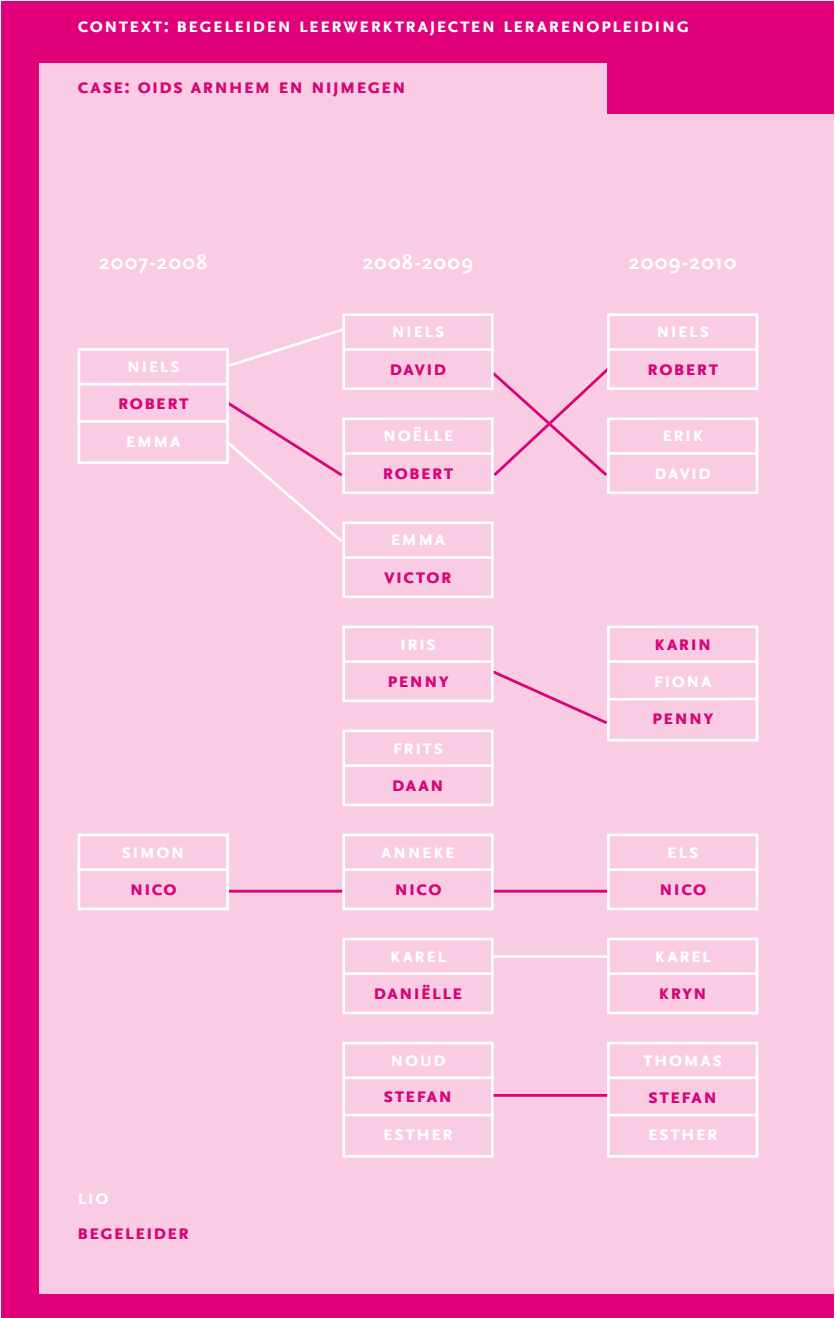 CONTEXT: BEGELEIDEN LEERWERKTRAJECTEN LERARENOPLEIDING
CASE: OIDS ARNHEM EN NIJMEGEN
2007-2008
2008-2009
2009-2010
NIELS
ROBERT
EMMA
SIMON
NICO
NIELS
DAVID
NOËLLE
ROBERT
EMMA
VICTOR
IRIS
PENNY
FRITS
DAAN
ANNEKE
NICO
KAREL
DANIËLLE
NOUD
STEFAN
ESTHER
NIELS
ROBERT
ERIK
DAVID
KARIN
FIONA
PENNY
ELS
NICO
KAREL
KRYN
THOMAS
STEFAN
ESTHER
LIO
BEGELEIDER